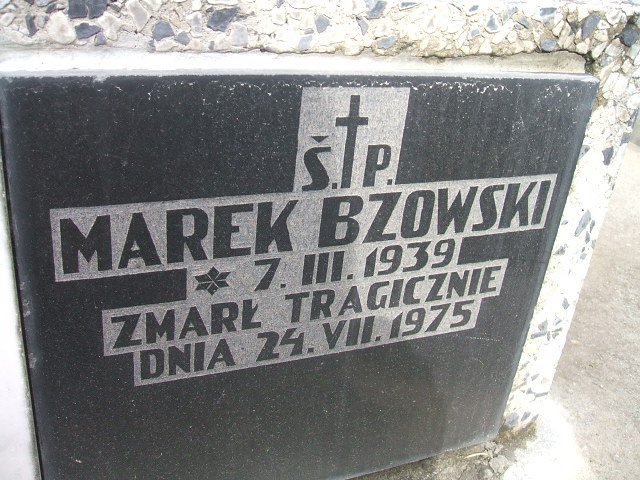 Ś. P.
MAREK BZOWSKI
7. III. 1939
ZMARŁ TRAGICZNIE
DNIA 24. VII. 1975